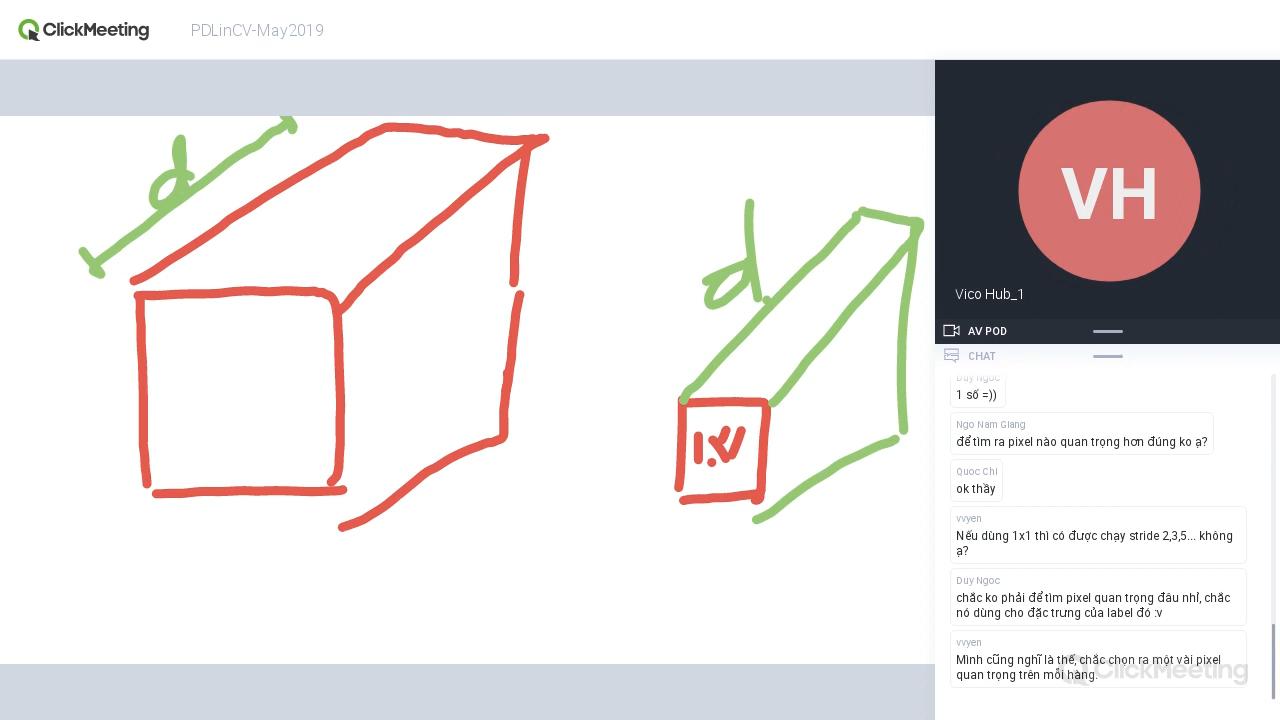 ClickMeeting
PDLinCV-May2019
d
d
VH
Vico Hub_1
AV POD
CHAT
Duy Ngoc
1 số =))
Ngo Nam Giang
để tìm ra pixel nào quan trọng hơn đúng ko ạ?
Quoc Chi
ok thầy
vvyen
Nếu dùng 1x1 thì có được chạy stride 2,3,5... không
ạ?
Duy Ngoc
chắc ko phải để tìm pixel quan trọng đâu nhỉ, chắc
nó dùng cho đặc trưng của label đó :v
vvyen
Mình cũng nghĩ là thế, chắc chọn ra một vài pixel
quan trọng trên mỗi hàng.
ClickMeeting